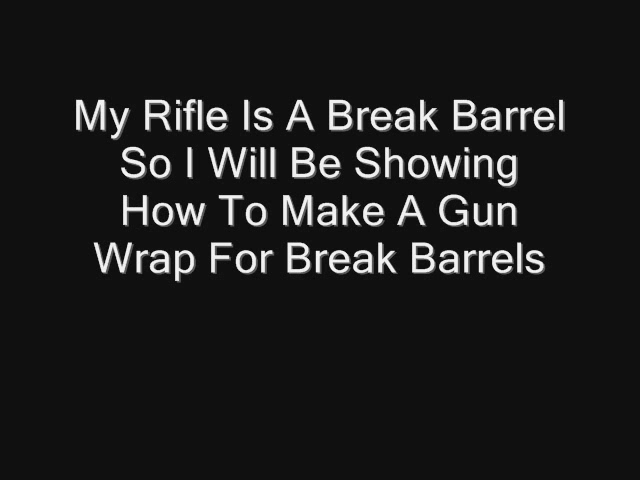 My Rifle Is A Break Barrel
So I Will Be Showing
How To Make A Gun
Wrap For Break Barrels